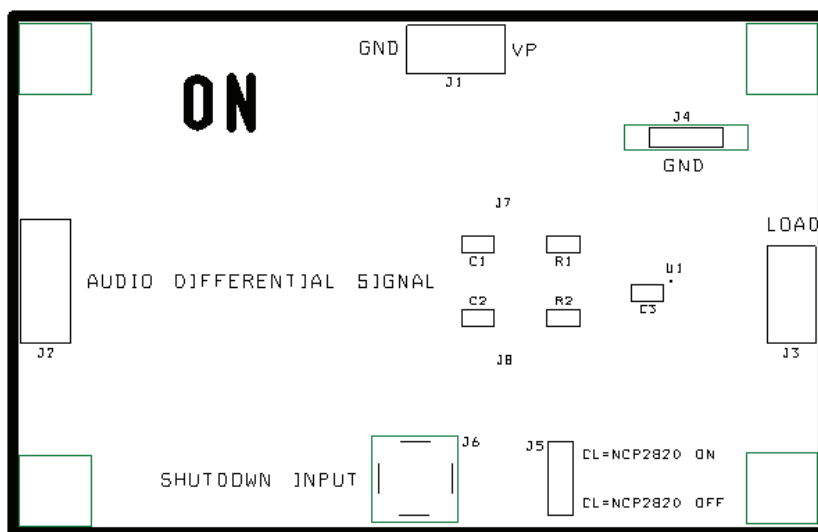 GND VP
J1
ON
J4
GND
J7
LOAD
C1 R1
U1
AUDIO DIFFERENTIAL SIGNAL
C2 R2
C3
J2
J8
J3
J6
J5
CL=NCP2820 ON
SHUTDOWN INPUT
CL=NCP2820 OFF